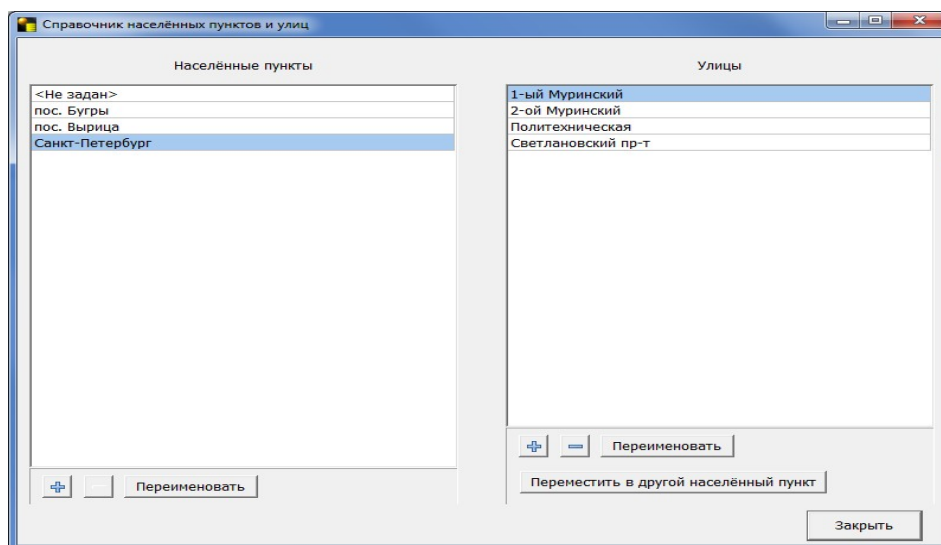 Справочник населённых пунктов и улиц
Населённые пункты
<Не задан>
пос. Бугры
пос. Вырица
Санкт-Петербург
Переименовать
Улицы
1-ый Муринский
2-ой Муринский
Политехническая
Светлановский пр-т
Переименовать
Переместить в другой населённый пункт
Закрыть